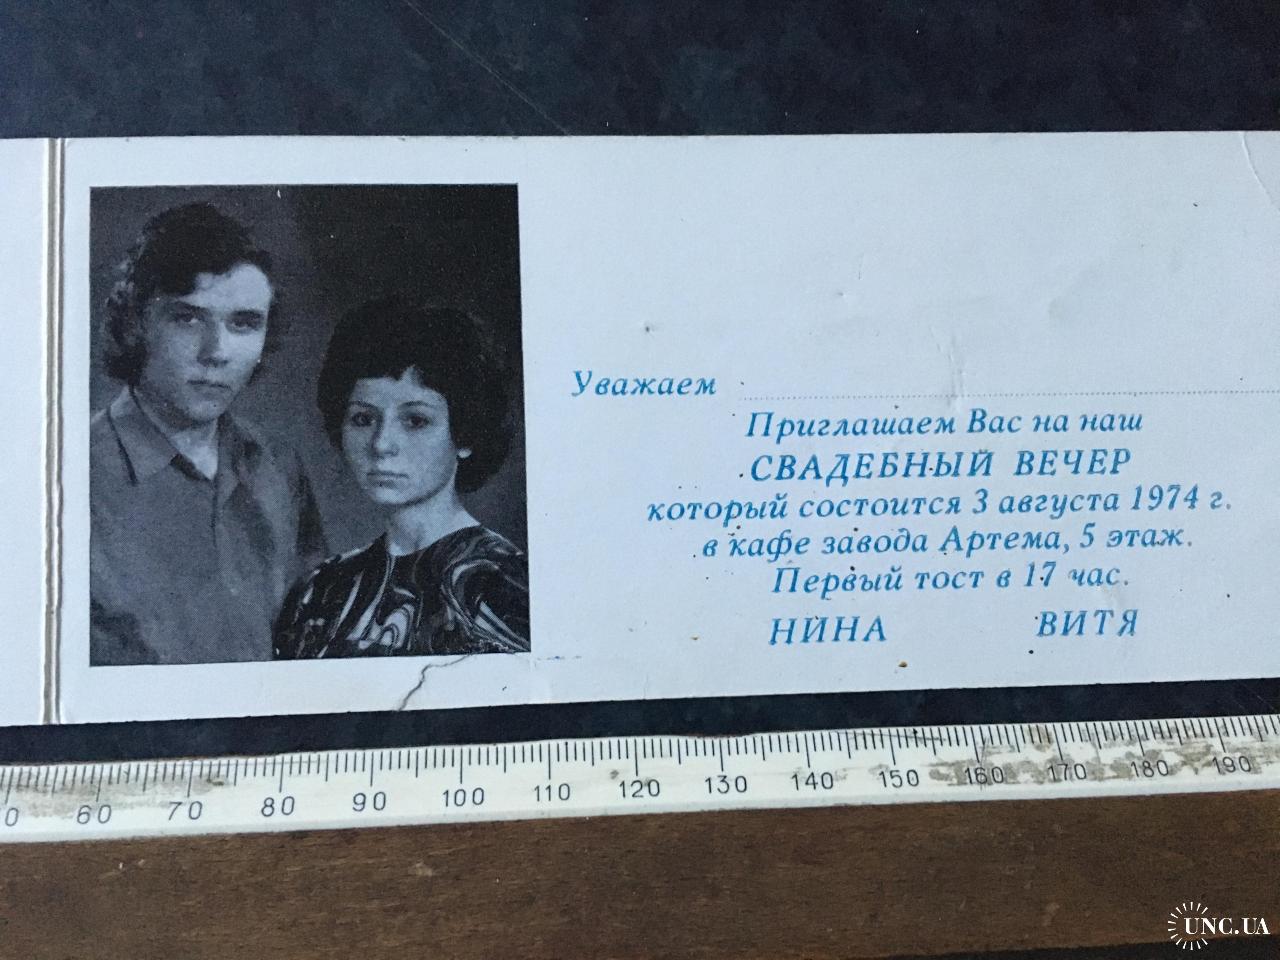 Уважаем
Приглашаем Вас на наш
СВАДЕБНЫЙ ВЕЧЕР
который состоится 3 августа 1974 г.
в кафе завода Артема, 5 этаж.
Первый тост в 17 час.
НИНА ВИТЯ
0 60 70 80 90 100 110 120 130 140 150 160 170 180 190
UNC.UA